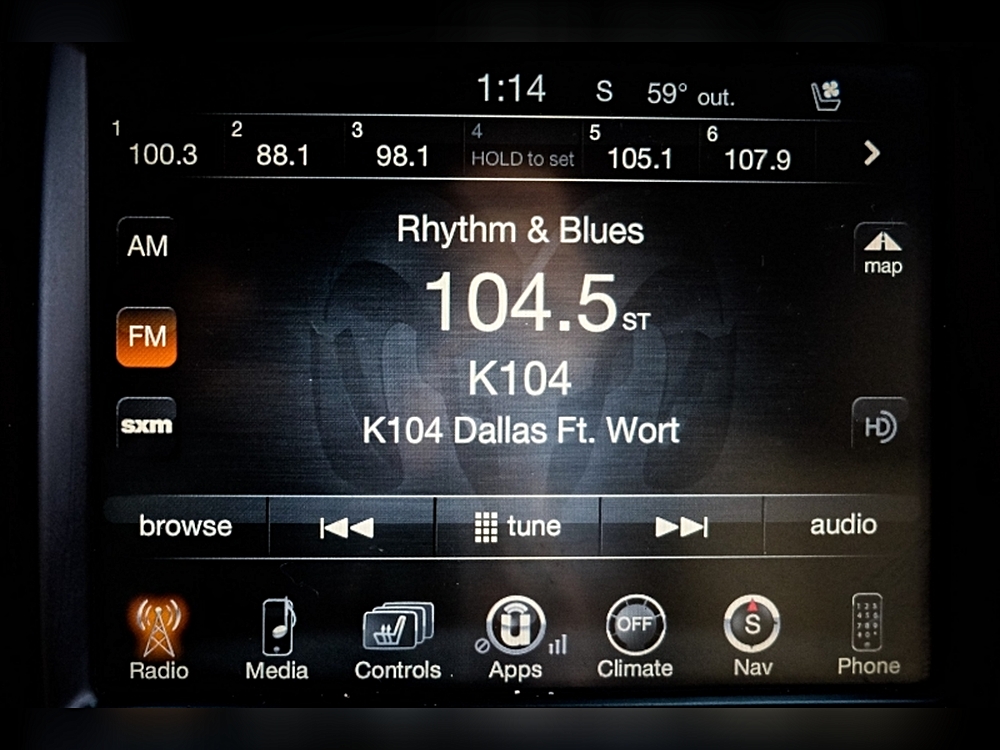 1:14 S 59° out.
1 2 3 4 5 6
100.3 88.1 98.1 HOLD to set 105.1 107.9
Rhythm & Blues
AM
map
104.5 ST
FM
K104
sxm
K104 Dallas Ft. Wort
HD
browse tune audio
OFF
S
Radio Media Controls Apps Climate Nav Phone